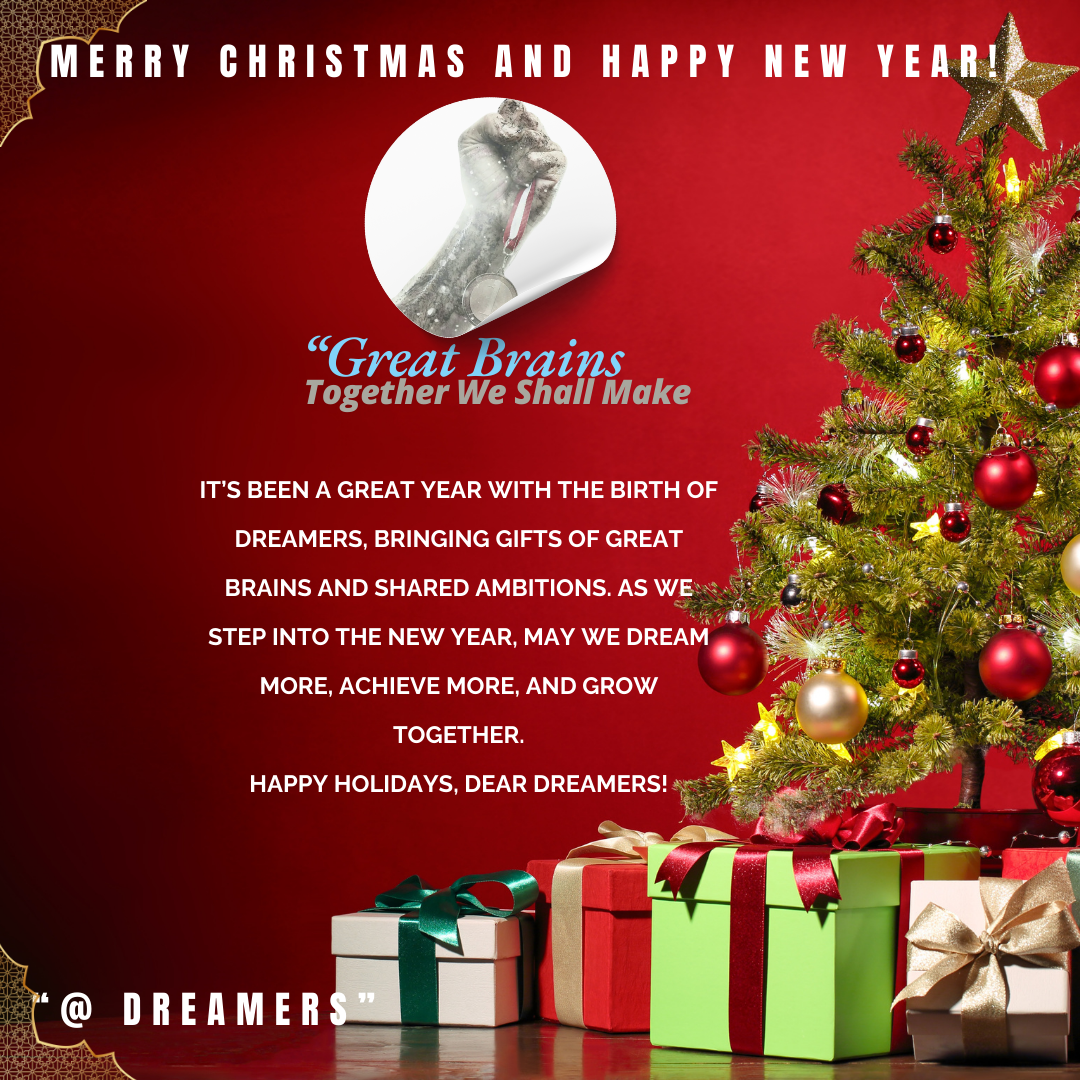 MERRY CHRISTMAS AND HAPPY NEW YEAR!
“Great Brains
Together We Shall Make
IT'S BEEN A GREAT YEAR WITH THE BIRTH OF
DREAMERS, BRINGING GIFTS OF GREAT
BRAINS AND SHARED AMBITIONS. AS WE
STEP INTO THE NEW YEAR, MAY WE DREAM
MORE, ACHIEVE MORE, AND GROW
TOGETHER.
HAPPY HOLIDAYS, DEAR DREAMERS!
“@ DREAMERS”